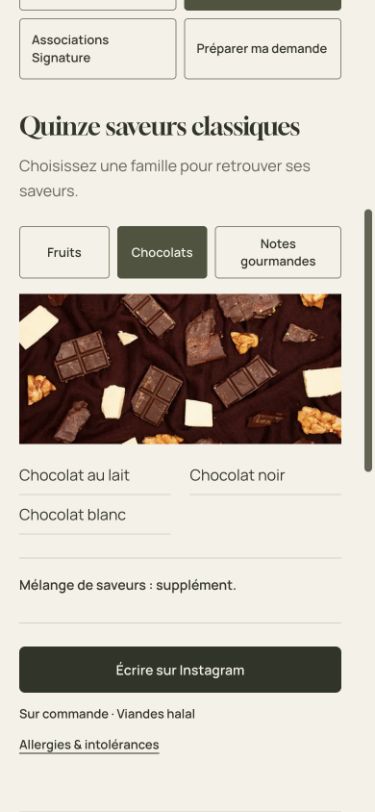 Associations
Signature
Préparer ma demande
Quinze saveurs classiques
Choisissez une famille pour retrouver ses
saveurs.
Fruits
Chocolats
Notes
gourmandes
Chocolat au lait
Chocolat noir
Chocolat blanc
Mélange de saveurs : supplément.
Écrire sur Instagram
Sur commande · Viandes halal
Allergies & intolérances